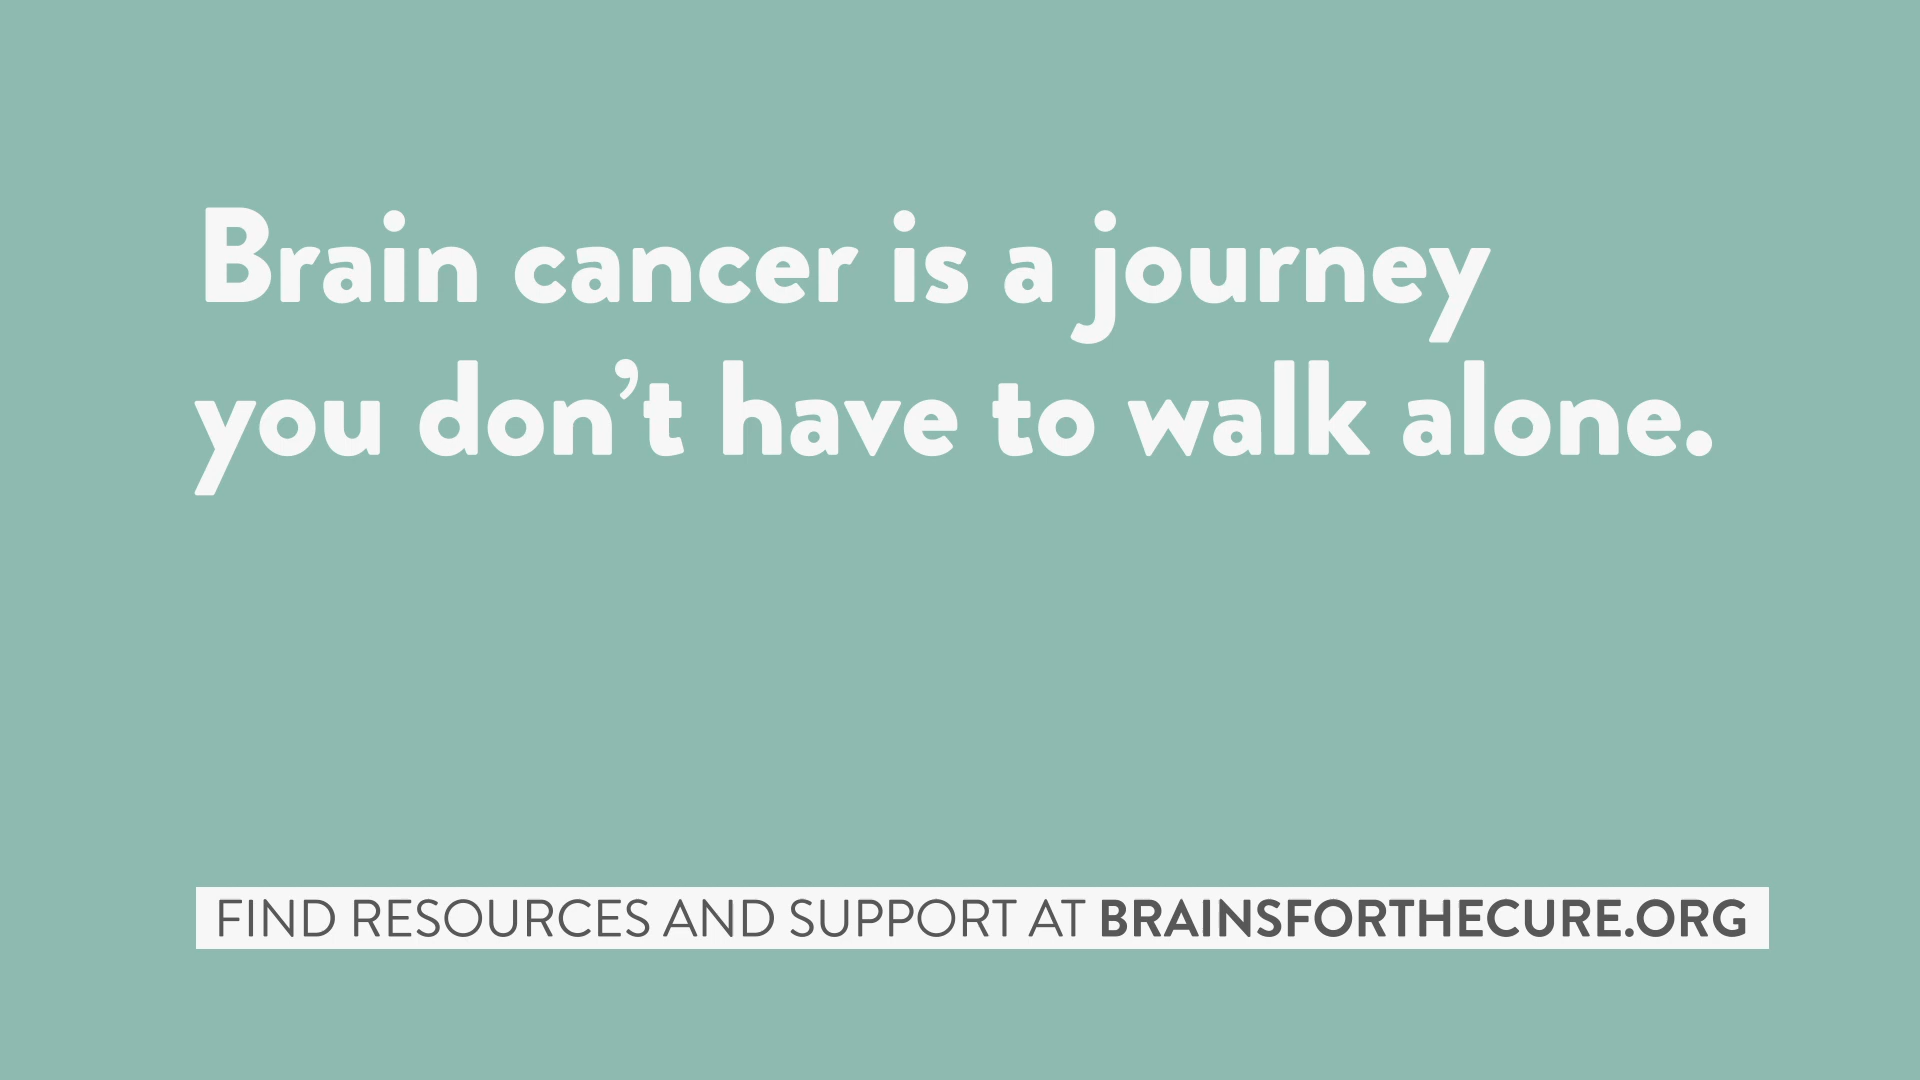 Brain cancer is a journey
you don’t have to walk alone.
FIND RESOURCES AND SUPPORT AT BRAINSFORTHECURE.ORG